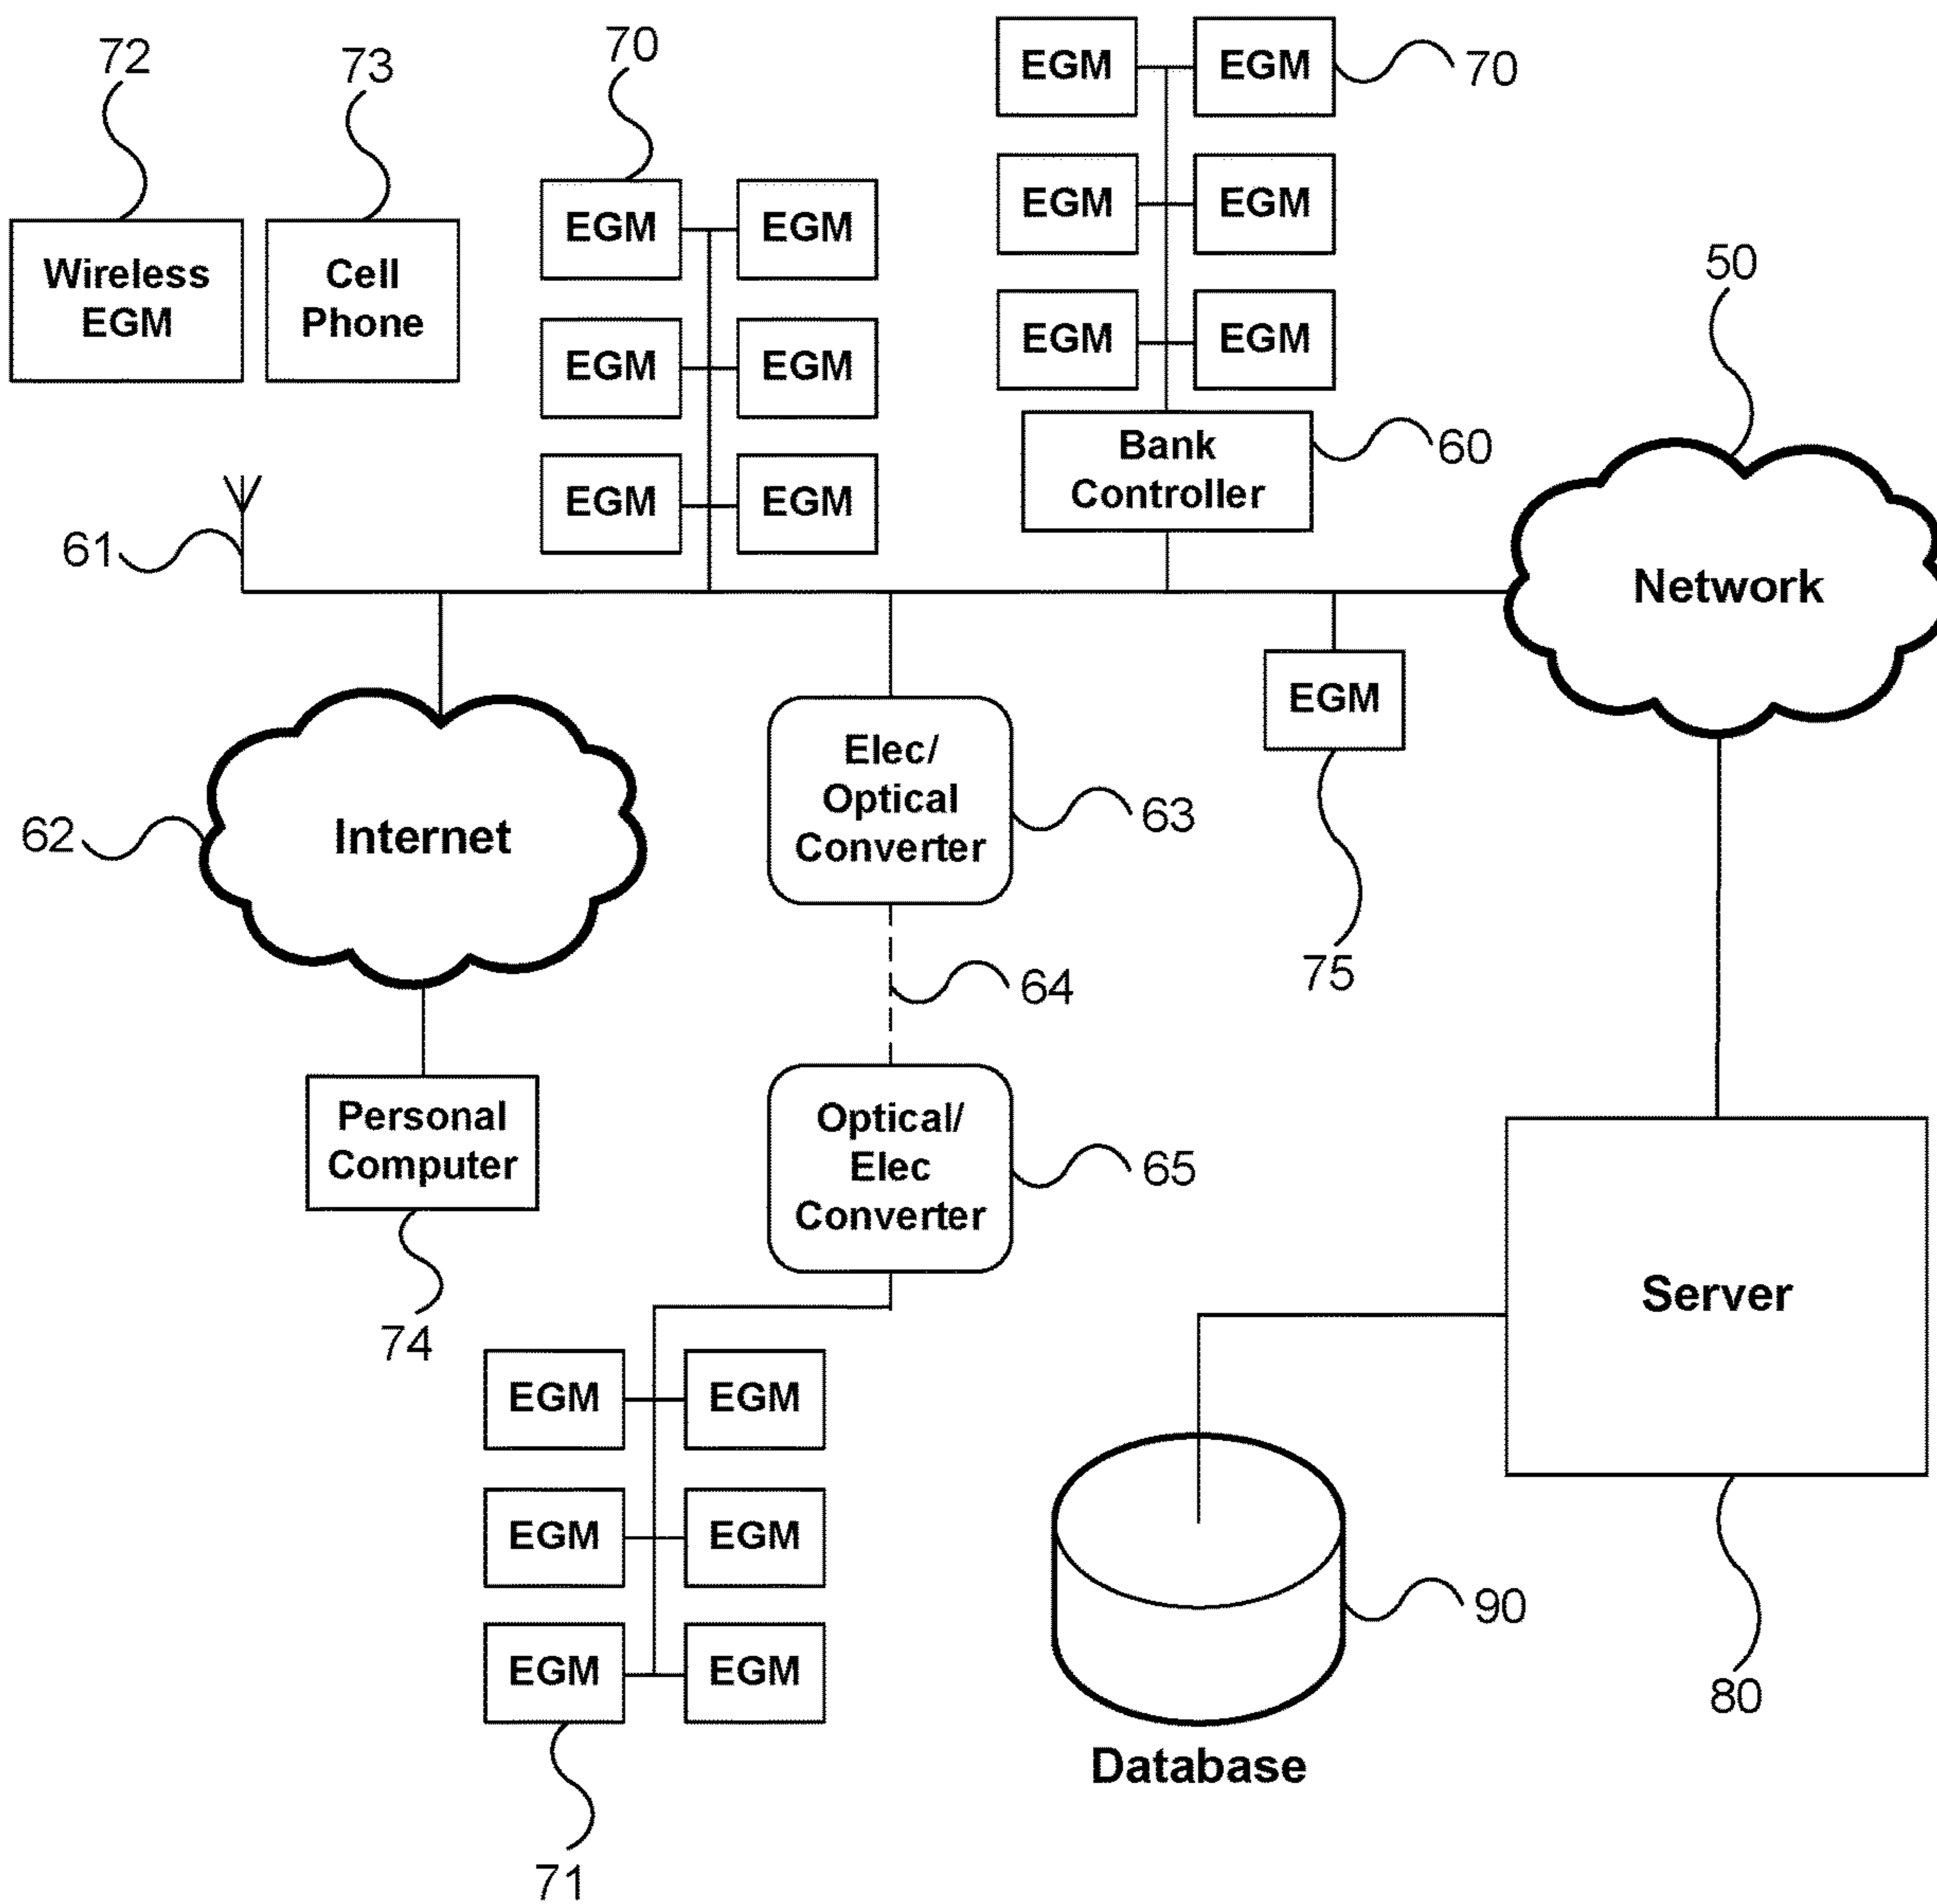 72
73
70
EGM
EGM
70
Wireless
EGM
Cell
Phone
EGM
EGM
EGM
EGM
EGM
EGM
EGM
EGM
EGM
EGM
50
Bank
Controller
60
61
Network
EGM
75
62
Internet
Elec/
Optical
Converter
63
64
Personal
Computer
74
Optical/
Elec
Converter
65
Server
80
EGM
EGM
EGM
EGM
EGM
EGM
71
90
Database